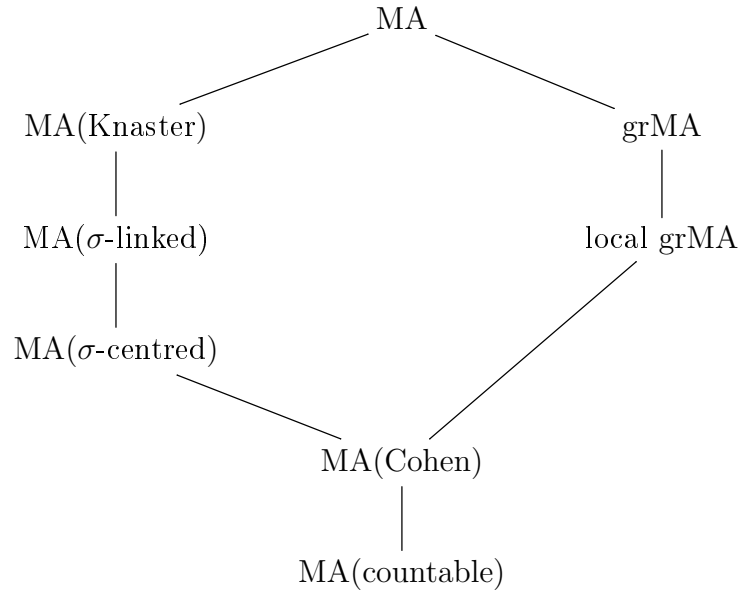 MA
MA(Knaster)
grMA
MA(σ-linked)
local grMA
MA(σ-centred)
MA(Cohen)
MA(countable)